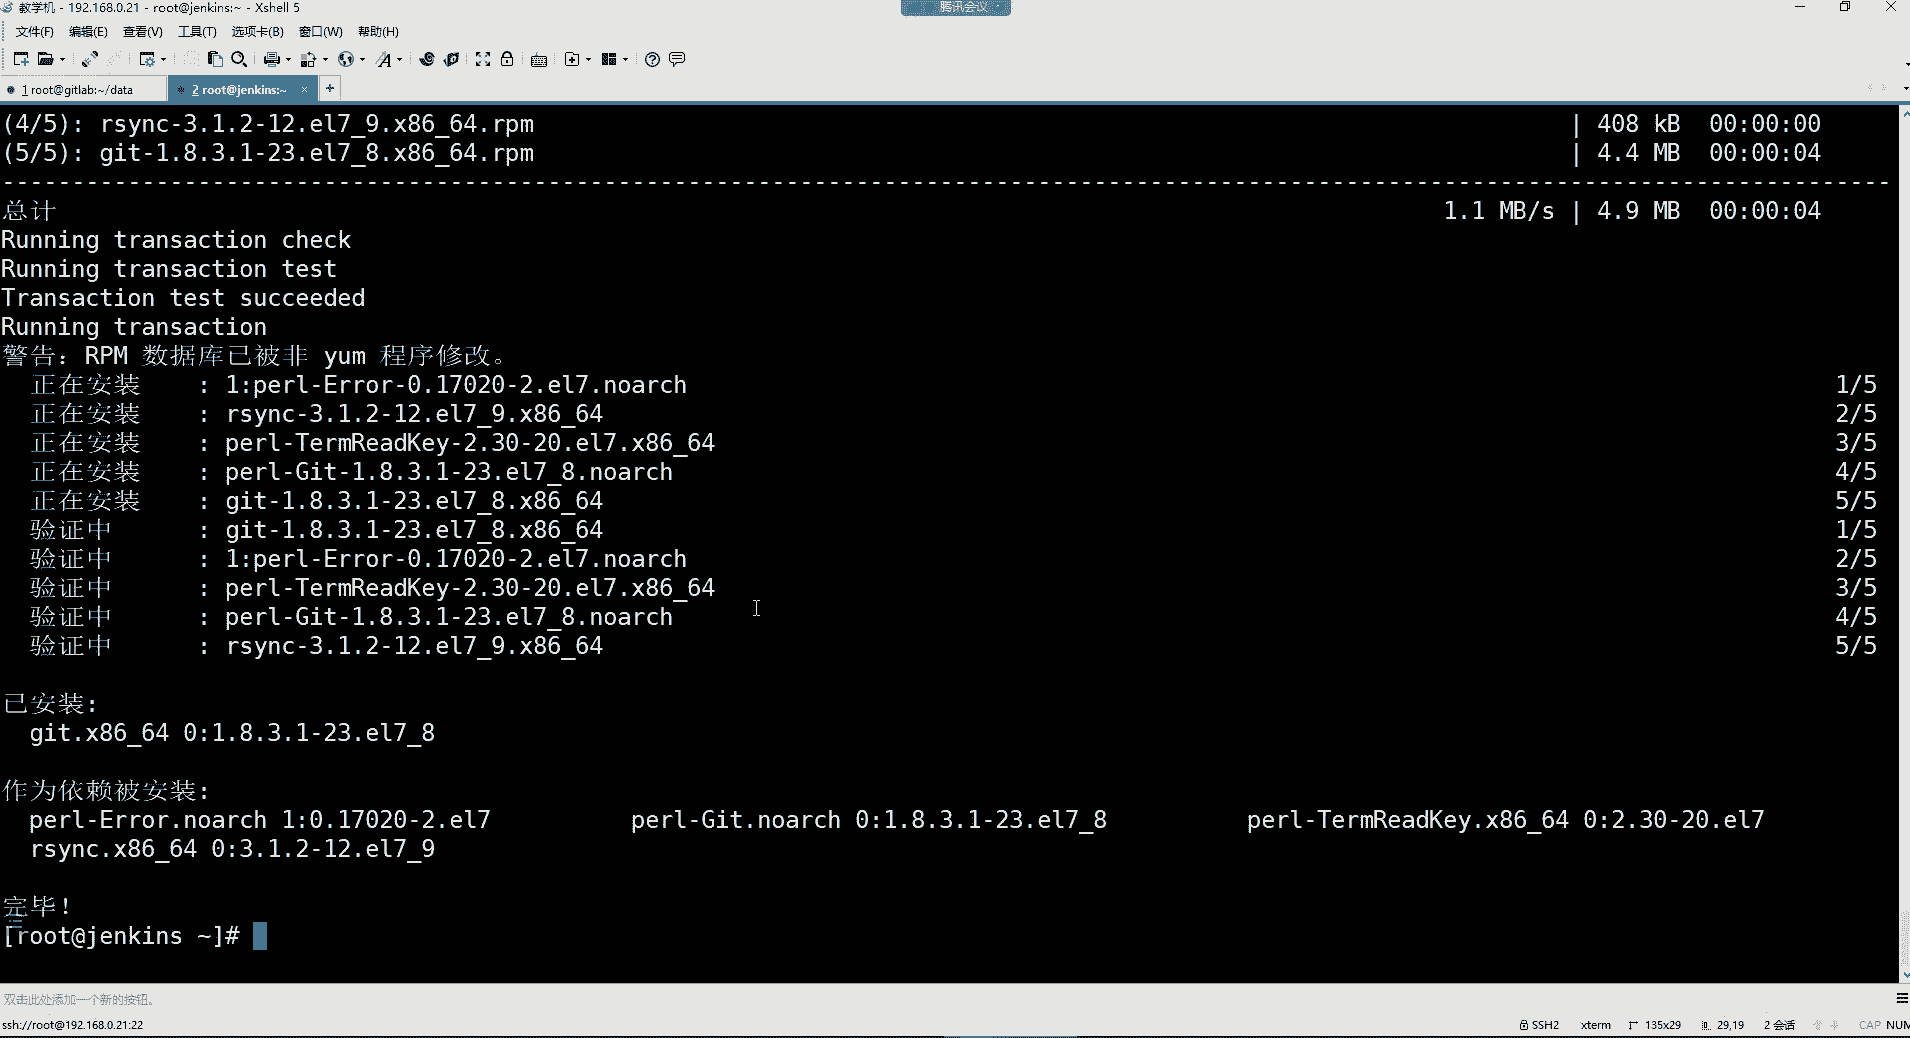 教学机 - 192.168.0.21 - root@jenkins:~ - Xshell 5
腾讯会议
文件(F) 编辑(E) 查看(V) 工具(T) 选项卡(B) 窗口(W) 帮助(H)
1 root@gitlab:~/data
2 root@jenkins:~ × +
(4/5): rsync-3.1.2-12.el7_9.x86_64.rpm | 408 kB 00:00:00
(5/5): git-1.8.3.1-23.el7_8.x86_64.rpm | 4.4 MB 00:00:04
总计 1.1 MB/s | 4.9 MB 00:00:04
Running transaction check
Running transaction test
Transaction test succeeded
Running transaction
警告：RPM 数据库已被非 yum 程序修改。
正在安装 : 1:perl-Error-0.17020-2.el7.noarch 1/5
正在安装 : rsync-3.1.2-12.el7_9.x86_64 2/5
正在安装 : perl-TermReadKey-2.30-20.el7.x86_64 3/5
正在安装 : perl-Git-1.8.3.1-23.el7_8.noarch 4/5
正在安装 : git-1.8.3.1-23.el7_8.x86_64 5/5
验证中 : git-1.8.3.1-23.el7_8.x86_64 1/5
验证中 : 1:perl-Error-0.17020-2.el7.noarch 2/5
验证中 : perl-TermReadKey-2.30-20.el7.x86_64 3/5
验证中 : perl-Git-1.8.3.1-23.el7_8.noarch 4/5
验证中 : rsync-3.1.2-12.el7_9.x86_64 5/5
已安装:
git.x86_64 0:1.8.3.1-23.el7_8
作为依赖被安装:
perl-Error.noarch 1:0.17020-2.el7 perl-Git.noarch 0:1.8.3.1-23.el7_8 perl-TermReadKey.x86_64 0:2.30-20.el7
rsync.x86_64 0:3.1.2-12.el7_9
完毕！
[root@jenkins ~]#
双击此处添加一个新的按钮。
ssh://root@192.168.0.21:22 SSH2 xterm 135x29 29,19 2 会话 CAP NUM